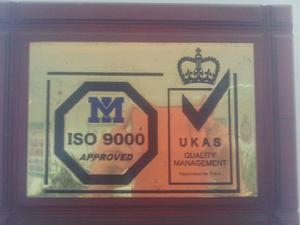 M
ISO 9000
APPROVED
UKAS
QUALITY
MANAGEMENT